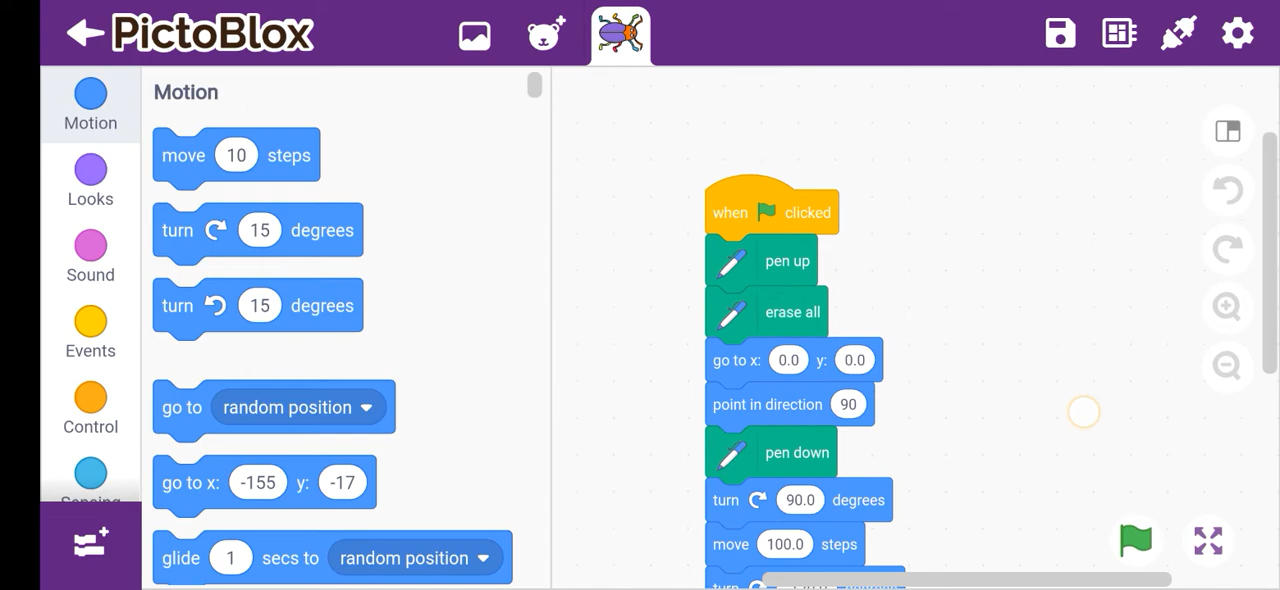 PictoBlox
Motion
Looks
Sound
Events
Control
Motion
move 10 steps
turn 15 degrees
turn 15 degrees
go to random position
go to x: -155 y: -17
glide 1 secs to random position
when clicked
pen up
erase all
go to x: 0.0 y: 0.0
point in direction 90
pen down
turn 90.0 degrees
move 100.0 steps
turn